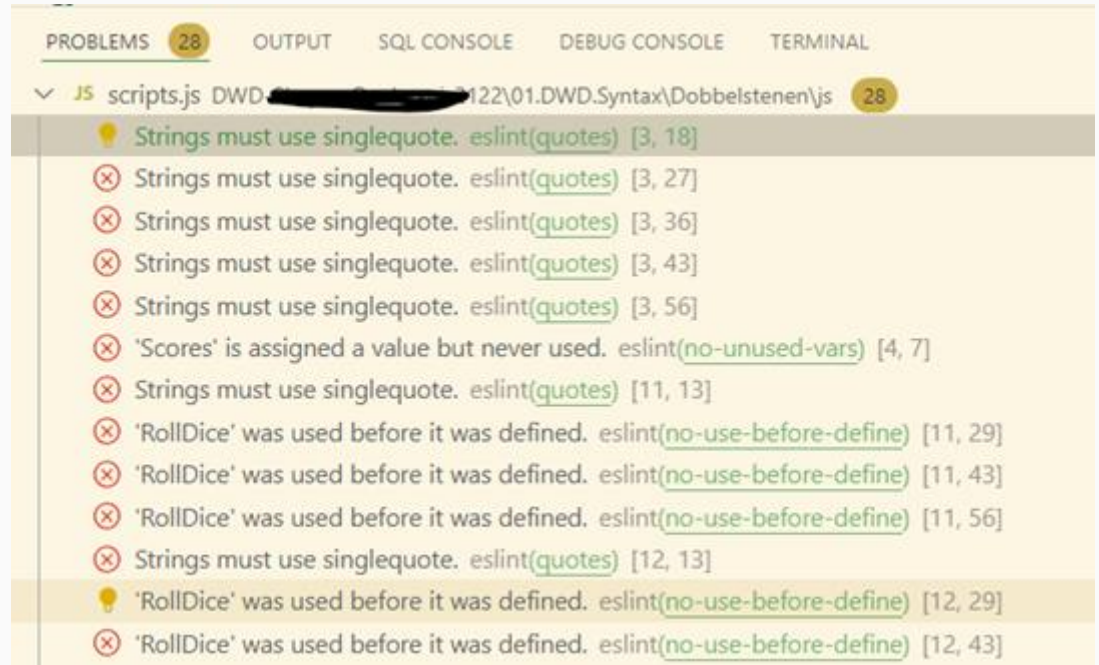 PROBLEMS 28 OUTPUT SQL CONSOLE DEBUG CONSOLE TERMINAL
JS scripts.js DWD 122\01.DWD.Syntax\Dobbelstenen\js 28
Strings must use singlequote. eslint(quotes) [3, 18]
Strings must use singlequote. eslint(quotes) [3, 27]
Strings must use singlequote. eslint(quotes) [3, 36]
Strings must use singlequote. eslint(quotes) [3, 43]
Strings must use singlequote. eslint(quotes) [3, 56]
'Scores' is assigned a value but never used. eslint(no-unused-vars) [4, 7]
Strings must use singlequote. eslint(quotes) [11, 13]
'RollDice' was used before it was defined. eslint(no-use-before-define) [11, 29]
'RollDice' was used before it was defined. eslint(no-use-before-define) [11, 43]
'RollDice' was used before it was defined. eslint(no-use-before-define) [11, 56]
Strings must use singlequote. eslint(quotes) [12, 13]
'RollDice' was used before it was defined. eslint(no-use-before-define) [12, 29]
'RollDice' was used before it was defined. eslint(no-use-before-define) [12, 43]